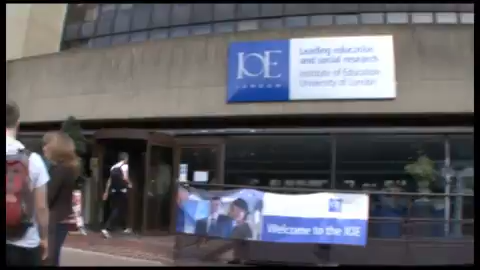 IOE
LONDON
Leading education
and social research
Institute of Education
University of London
Welcome to the IOE